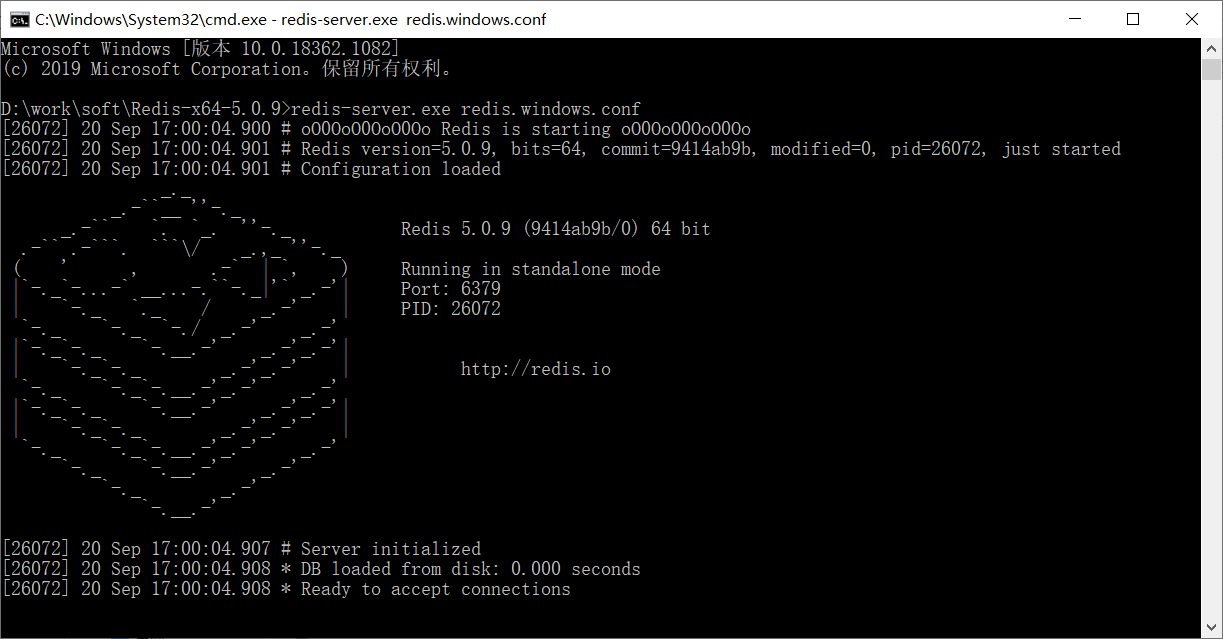 C:\Windows\System32\cmd.exe - redis-server.exe  redis.windows.conf
Microsoft Windows [版本 10.0.18362.1082]
(c) 2019 Microsoft Corporation。保留所有权利。
D:\work\soft\Redis-x64-5.0.9>redis-server.exe redis.windows.conf
[26072] 20 Sep 17:00:04.900 # oO0OoO0OoO0Oo Redis is starting oO0OoO0OoO0Oo
[26072] 20 Sep 17:00:04.901 # Redis version=5.0.9, bits=64, commit=9414ab9b, modified=0, pid=26072, just started
[26072] 20 Sep 17:00:04.901 # Configuration loaded
Redis 5.0.9 (9414ab9b/0) 64 bit
Running in standalone mode
Port: 6379
PID: 26072
http://redis.io
[26072] 20 Sep 17:00:04.907 # Server initialized
[26072] 20 Sep 17:00:04.908 * DB loaded from disk: 0.000 seconds
[26072] 20 Sep 17:00:04.908 * Ready to accept connections